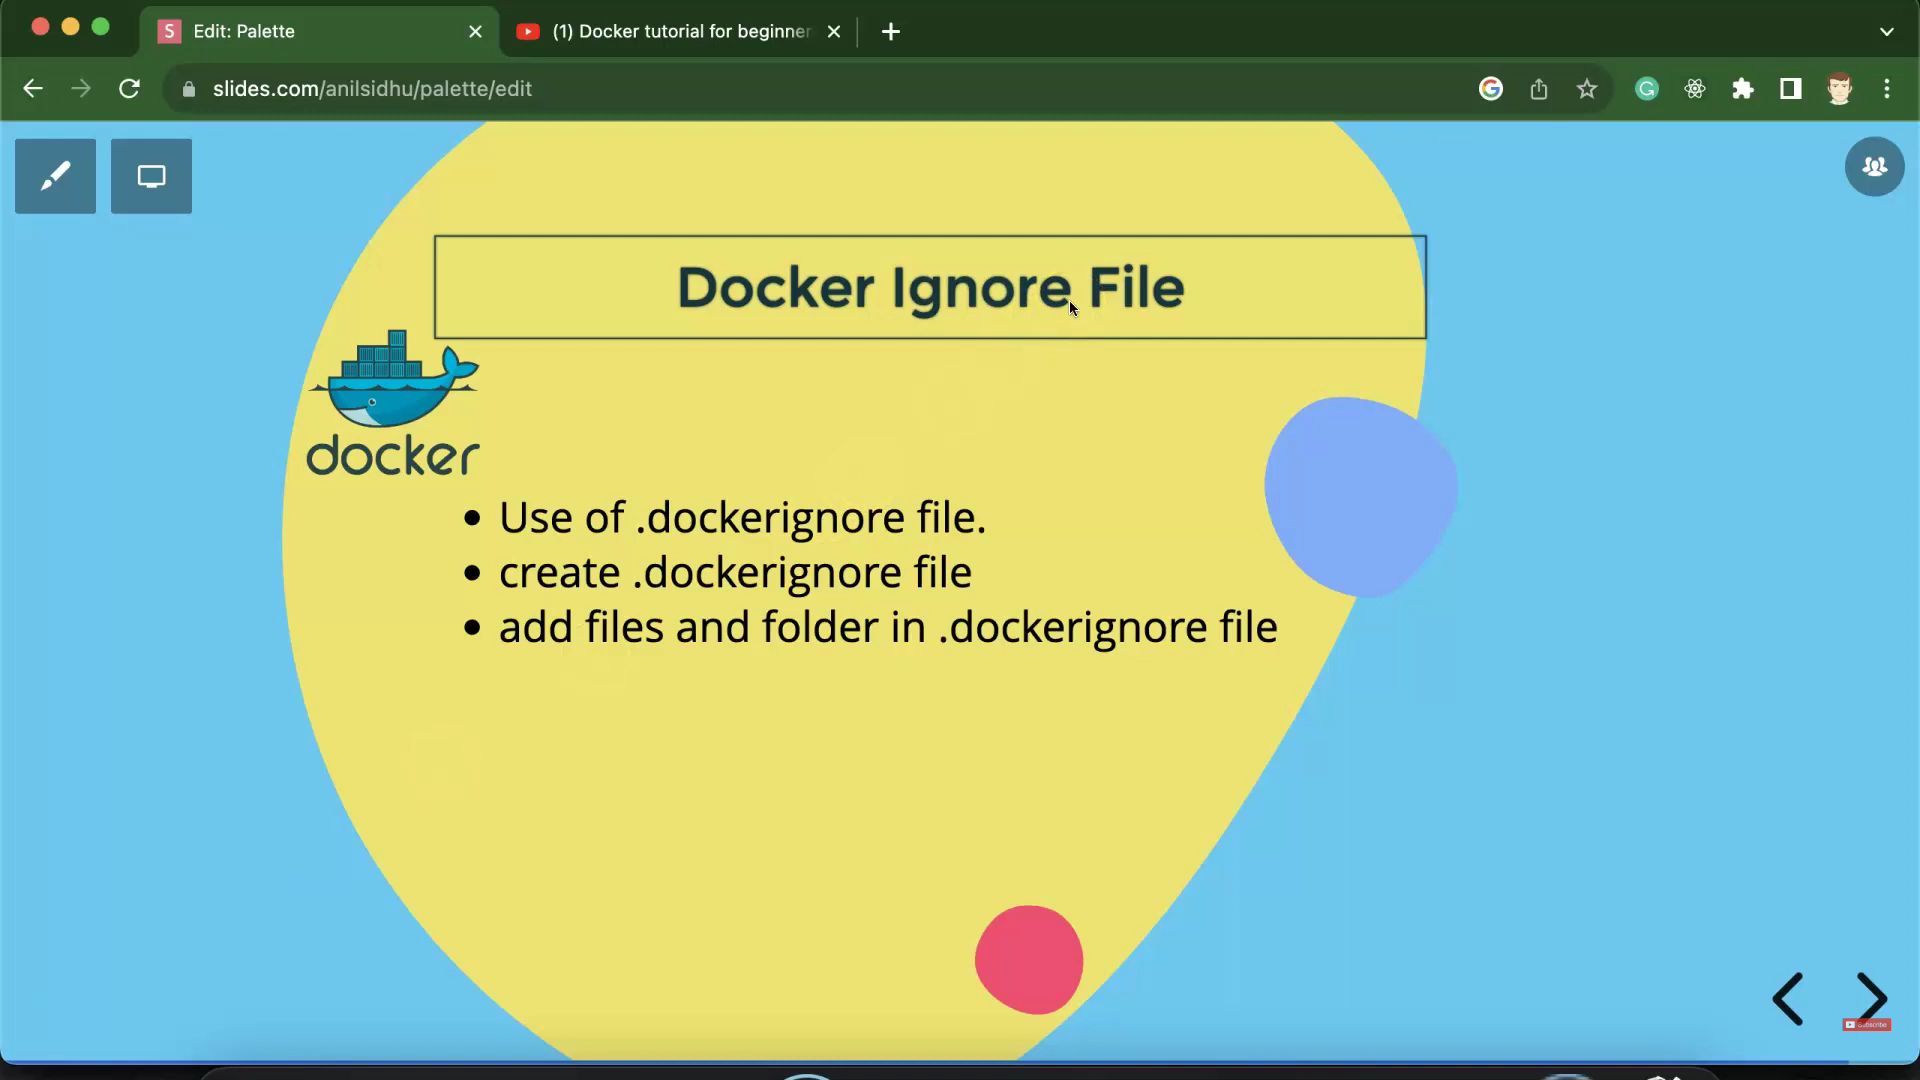 S Edit: Palette
(1) Docker tutorial for beginner
slides.com/anilsidhu/palette/edit
Docker Ignore File
docker
• Use of .dockerignore file.
• create .dockerignore file
• add files and folder in .dockerignore file
Subscribe